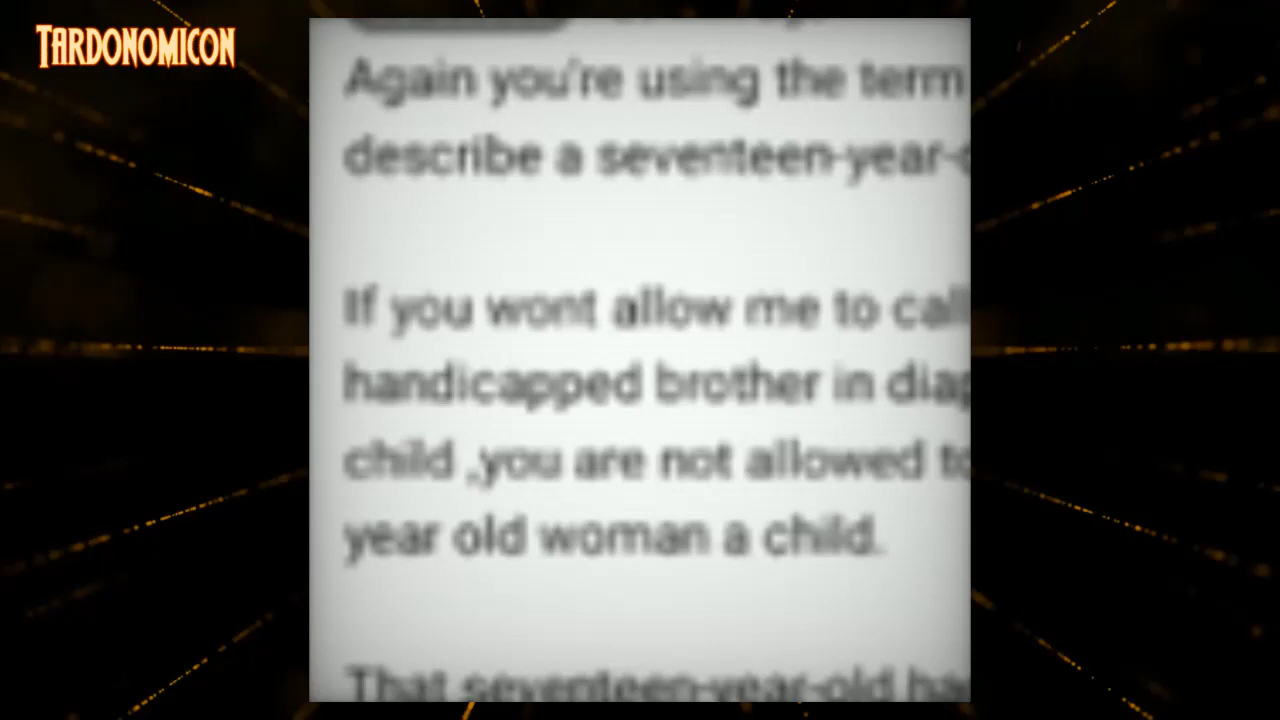 TARDONOMICON
Again you're using the term
describe a seventeen-year-
If you wont allow me to call
handicapped brother in diap
child ,you are not allowed to
year old woman a child.
That seventeen-year-old ha